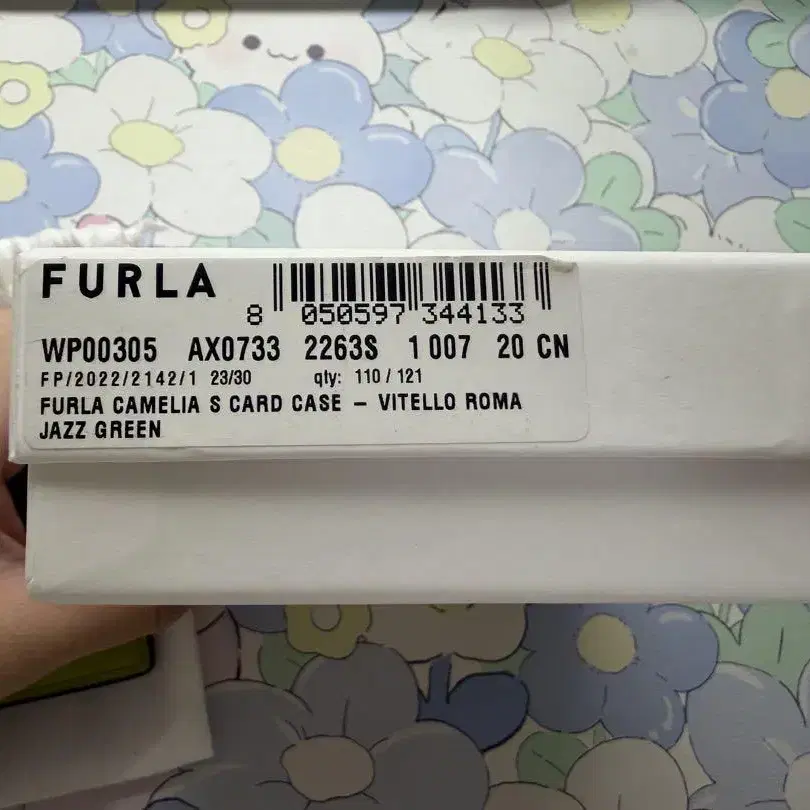 FURLA
8 050597 344133
WP00305 AX0733 2263S 1 007 20 CN
FP/2022/2142/1 23/30 qty: 110 / 121
FURLA CAMELIA S CARD CASE – VITELLO ROMA
JAZZ GREEN